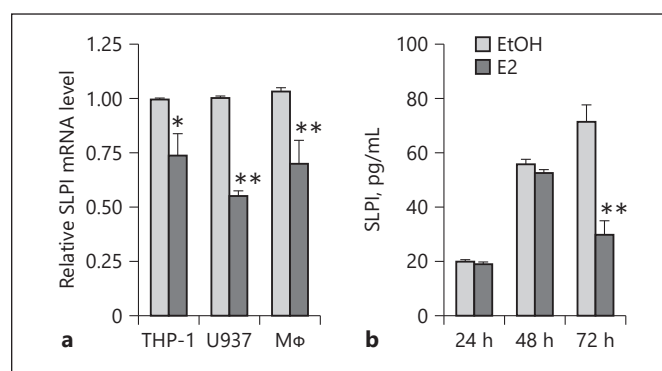 1.25
1.00
0.75
0.50
0.25
0
Relative SLPI mRNA level
*
**
**
a
THP-1 U937 MΦ
100
80
60
40
20
0
SLPI, pg/mL
EtOH
E2
**
b
24 h 48 h 72 h